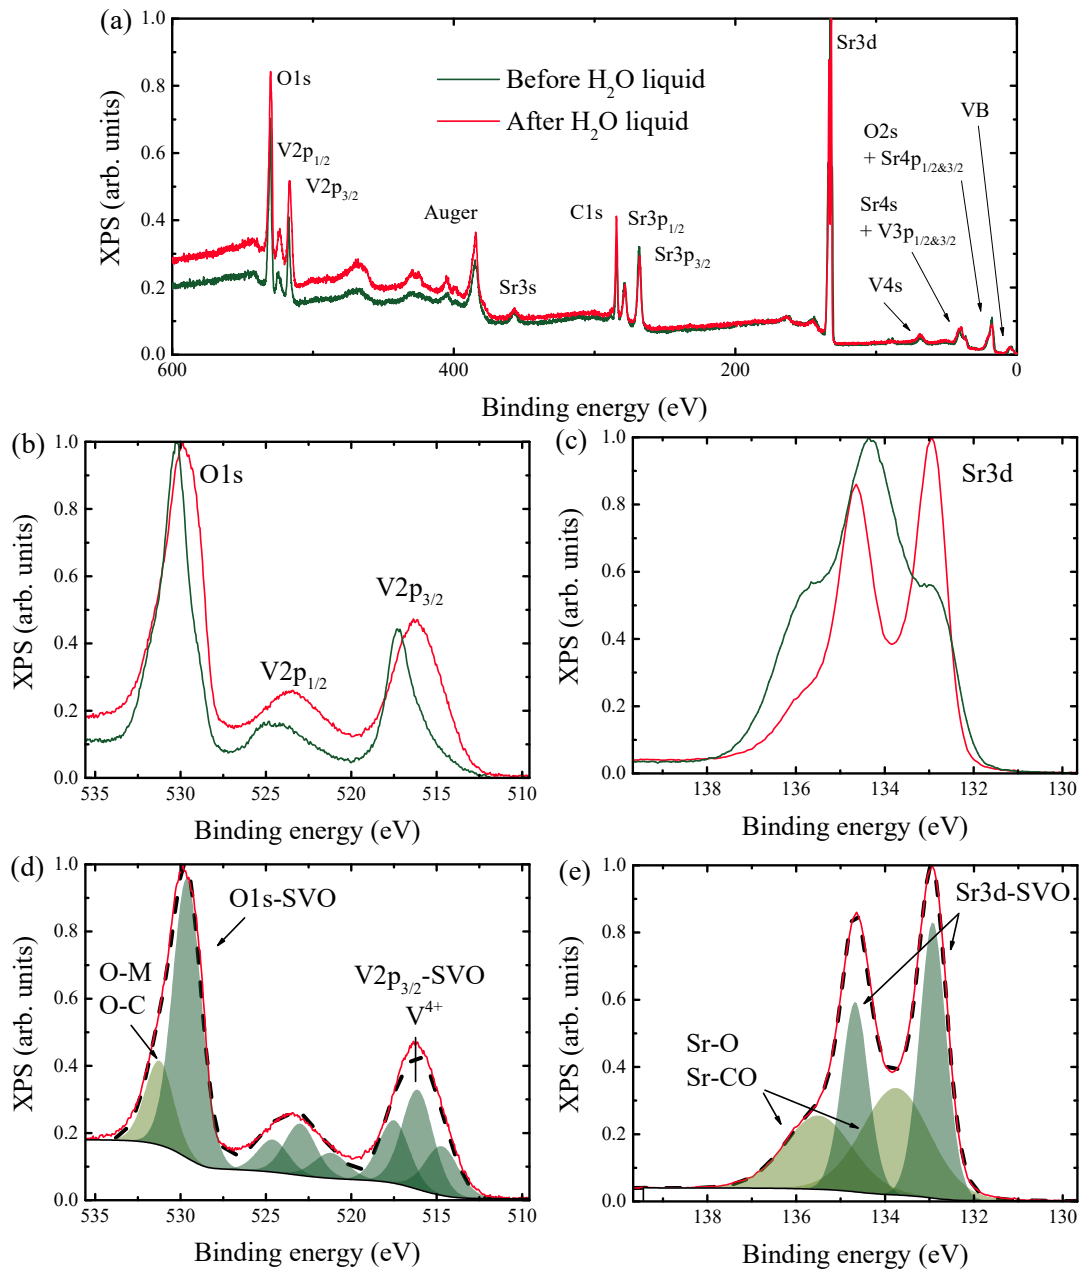 (a)
XPS (arb. units)
1.0
0.8
0.6
0.4
0.2
0.0
O1s
V2p1/2
V2p3/2
Before H2O liquid
After H2O liquid
Auger
Sr3s
C1s
Sr3p1/2
Sr3p3/2
Sr3d
VB
O2s
+ Sr4p1/2&3/2
Sr4s
+ V3p1/2&3/2
V4s
600 400 200 0
Binding energy (eV)
(b)
XPS (arb. units)
1.0
0.8
0.6
0.4
0.2
0.0
O1s
V2p3/2
V2p1/2
535 530 525 520 515 510
Binding energy (eV)
(c)
XPS (arb. units)
1.0
0.8
0.6
0.4
0.2
0.0
Sr3d
138 136 134 132 130
Binding energy (eV)
(d)
XPS (arb. units)
1.0
0.8
0.6
0.4
0.2
0.0
O1s-SVO
O-M
O-C
V2p3/2-SVO
V4+
535 530 525 520 515 510
Binding energy (eV)
(e)
XPS (arb. units)
1.0
0.8
0.6
0.4
0.2
0.0
Sr3d-SVO
Sr-O
Sr-CO
138 136 134 132 130
Binding energy (eV)